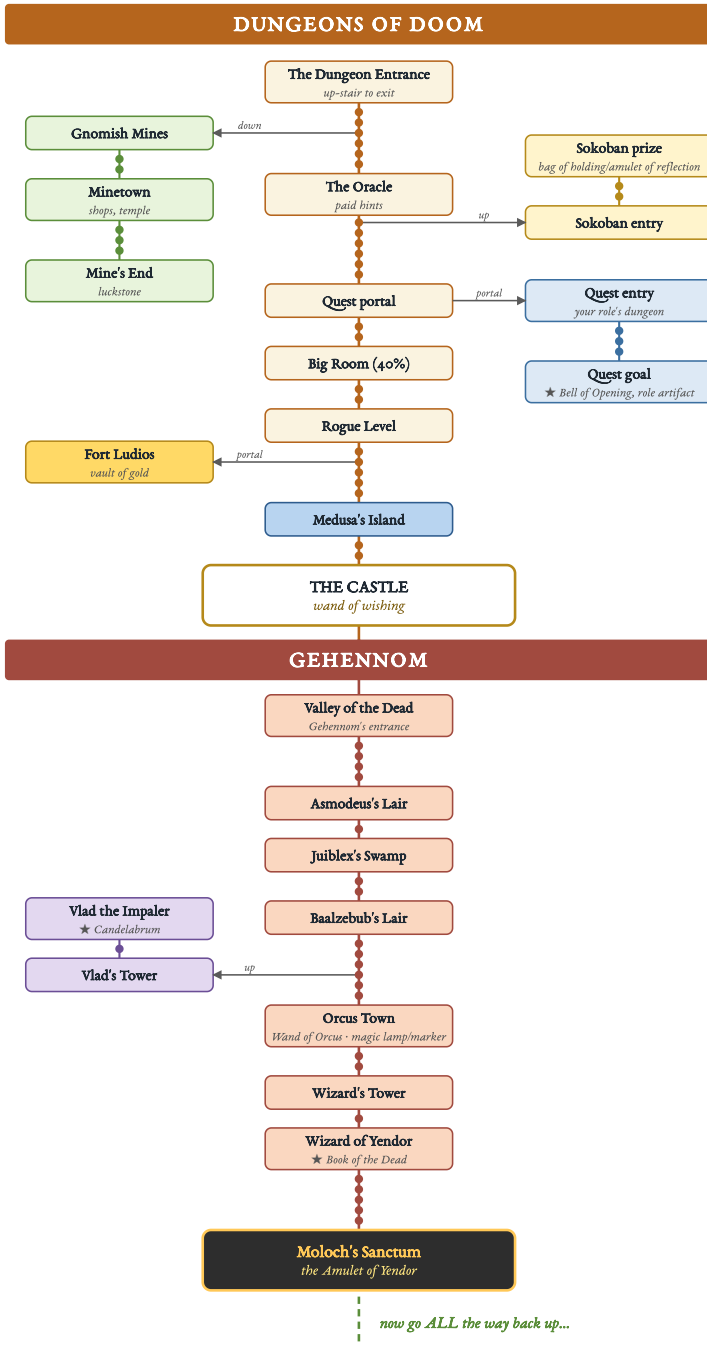 DUNGEONS OF DOOM
The Dungeon Entrance
up-stair to exit
down
Gnomish Mines
Minetown
shops, temple
Mine's End
luckstone
Sokoban prize
bag of holding/amulet of reflection
The Oracle
paid hints
up
Sokoban entry
Quest portal
portal
Quest entry
your role's dungeon
Quest goal
★ Bell of Opening, role artifact
Big Room (40%)
Rogue Level
Fort Ludios
vault of gold
portal
Medusa's Island
THE CASTLE
wand of wishing
GEHENNOM
Valley of the Dead
Gehennom's entrance
Asmodeus's Lair
Juiblex's Swamp
Baalzebub's Lair
Vlad the Impaler
★ Candelabrum
Vlad's Tower
up
Orcus Town
Wand of Orcus · magic lamp/marker
Wizard's Tower
Wizard of Yendor
★ Book of the Dead
Moloch's Sanctum
the Amulet of Yendor
now go ALL the way back up...